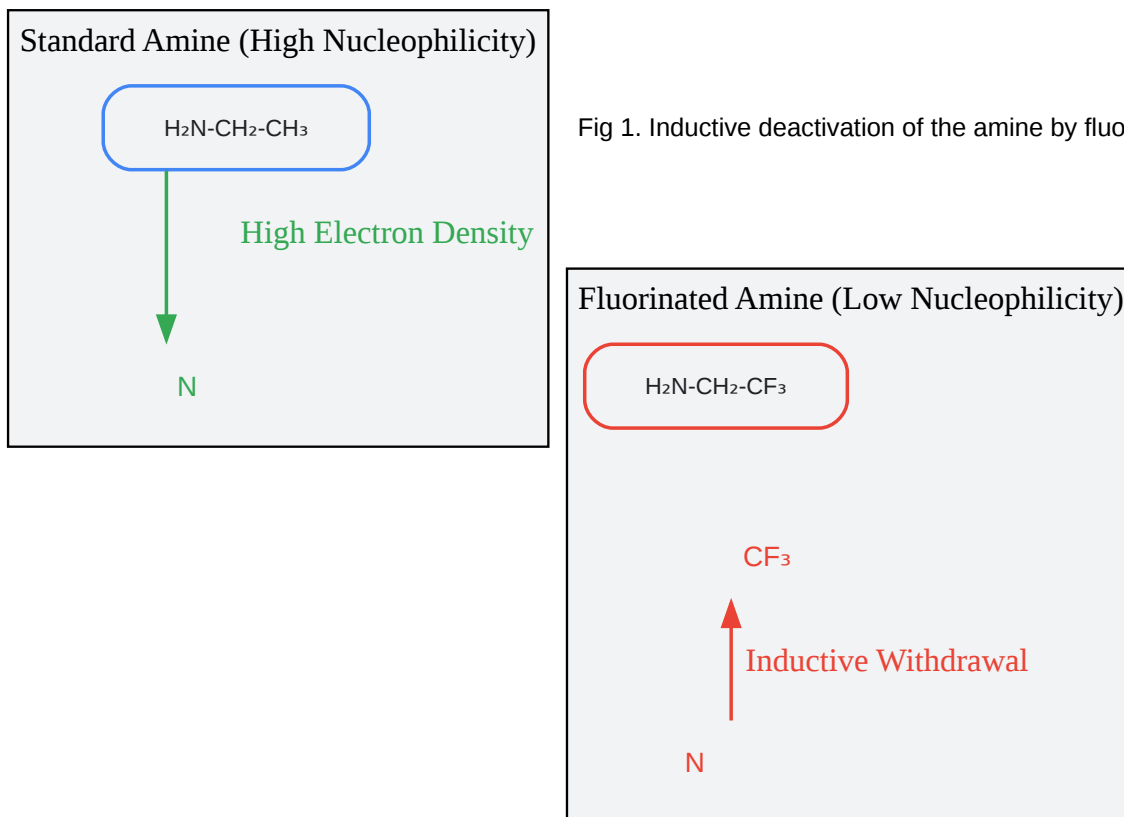 Standard Amine (High Nucleophilicity)
H₂N-CH₂-CH₃
High Electron Density
N
Fig 1. Inductive deactivation of the amine by fluo
Fluorinated Amine (Low Nucleophilicity)
H₂N-CH₂-CF₃
CF₃
Inductive Withdrawal
N